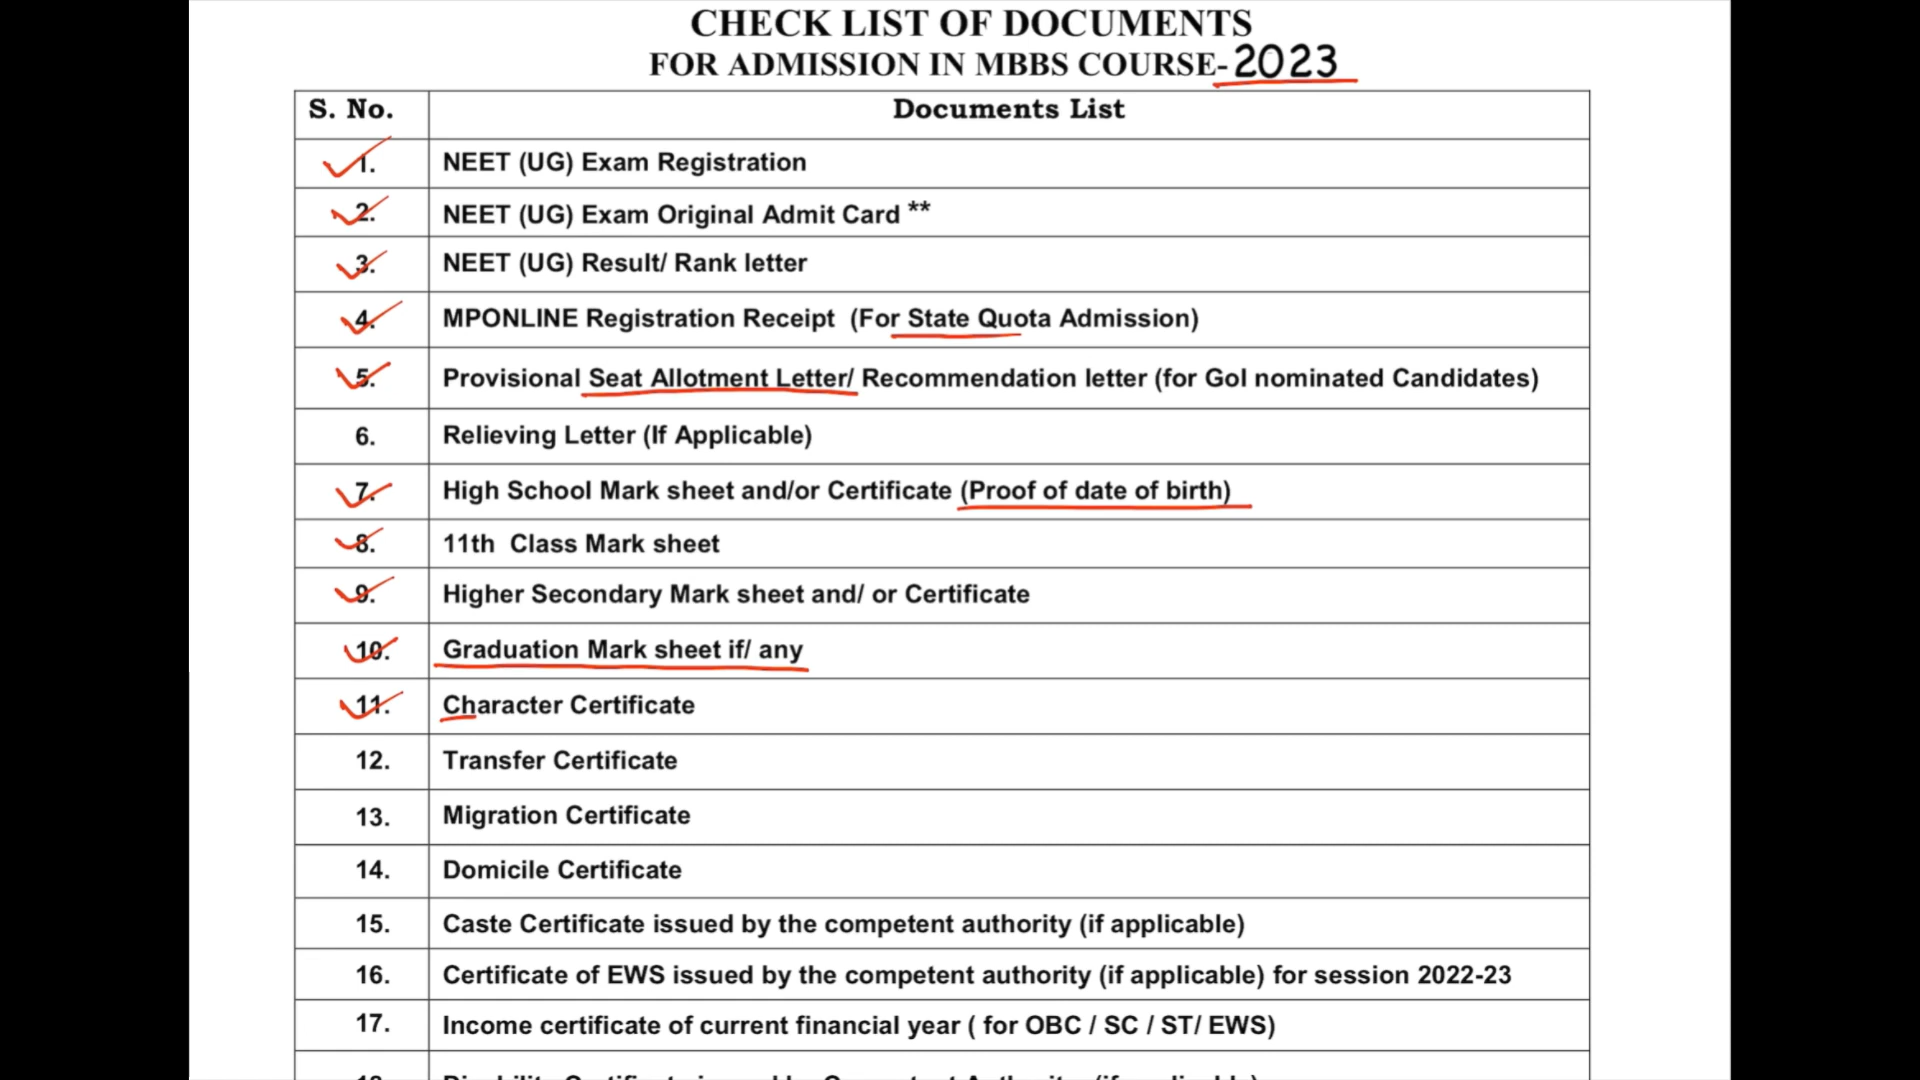 CHECK LIST OF DOCUMENTS
FOR ADMISSION IN MBBS COURSE-2023
S. No. Documents List
1. NEET (UG) Exam Registration
2. NEET (UG) Exam Original Admit Card **
3. NEET (UG) Result/ Rank letter
4. MPONLINE Registration Receipt (For State Quota Admission)
5. Provisional Seat Allotment Letter/ Recommendation letter (for GoI nominated Candidates)
6. Relieving Letter (If Applicable)
7. High School Mark sheet and/or Certificate (Proof of date of birth)
8. 11th Class Mark sheet
9. Higher Secondary Mark sheet and/ or Certificate
10. Graduation Mark sheet if/ any
11. Character Certificate
12. Transfer Certificate
13. Migration Certificate
14. Domicile Certificate
15. Caste Certificate issued by the competent authority (if applicable)
16. Certificate of EWS issued by the competent authority (if applicable) for session 2022-23
17. Income certificate of current financial year ( for OBC / SC / ST/ EWS)